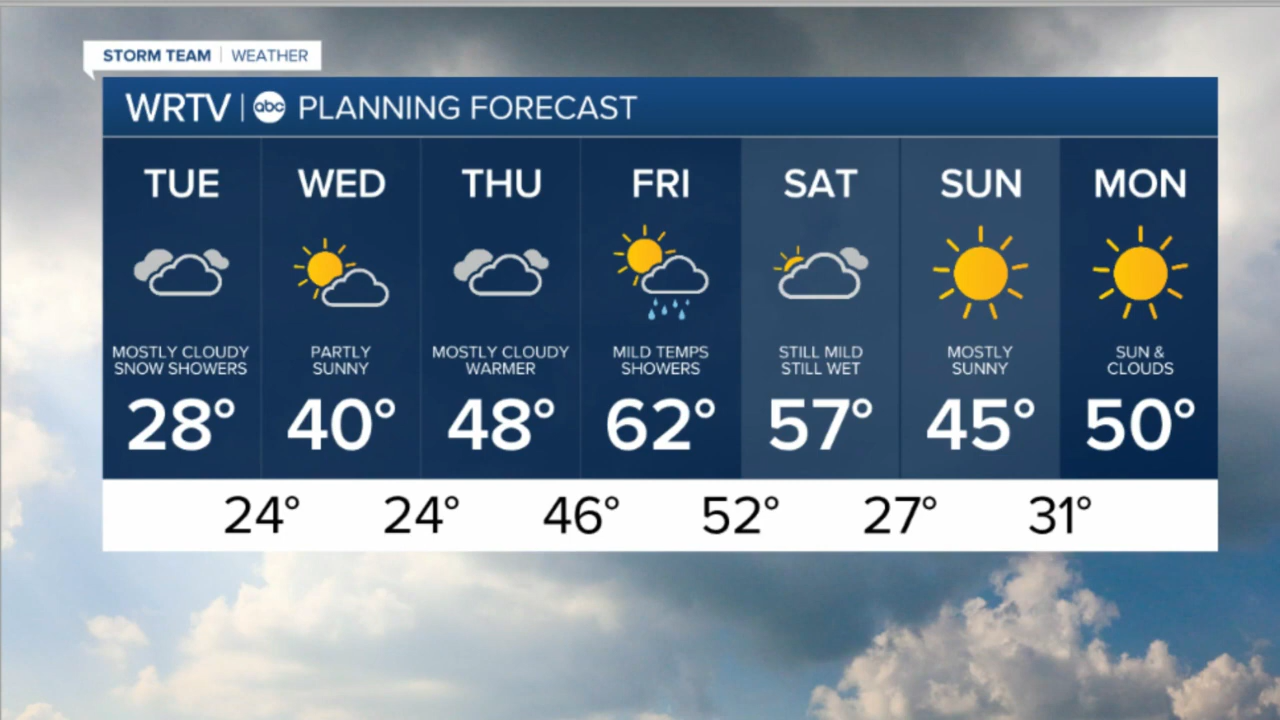 STORM TEAM | WEATHER
WRTV | abc PLANNING FORECAST
TUE WED THU FRI SAT SUN MON
MOSTLY CLOUDY PARTLY MOSTLY CLOUDY MILD TEMPS STILL MILD MOSTLY SUN &
SNOW SHOWERS SUNNY WARMER SHOWERS STILL WET SUNNY CLOUDS
28° 40° 48° 62° 57° 45° 50°
24° 24° 46° 52° 27° 31°